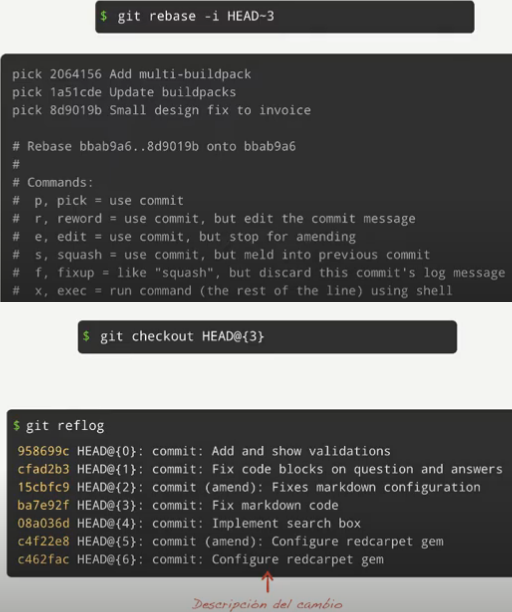 $ git rebase -i HEAD~3
pick 2064156 Add multi-buildpack
pick 1a51cde Update buildpacks
pick 8d9019b Small design fix to invoice
# Rebase bbab9a6..8d9019b onto bbab9a6
#
# Commands:
# p, pick = use commit
# r, reword = use commit, but edit the commit message
# e, edit = use commit, but stop for amending
# s, squash = use commit, but meld into previous commit
# f, fixup = like "squash", but discard this commit's log message
# x, exec = run command (the rest of the line) using shell
$ git checkout HEAD@{3}
$ git reflog
958699c HEAD@{0}: commit: Add and show validations
cfad2b3 HEAD@{1}: commit: Fix code blocks on question and answers
15cbfc9 HEAD@{2}: commit (amend): Fixes markdown configuration
ba7e92f HEAD@{3}: commit: Fix markdown code
08a036d HEAD@{4}: commit: Implement search box
c4f22e8 HEAD@{5}: commit (amend): Configure redcarpet gem
c462fac HEAD@{6}: commit: Configure redcarpet gem
Descripción del cambio